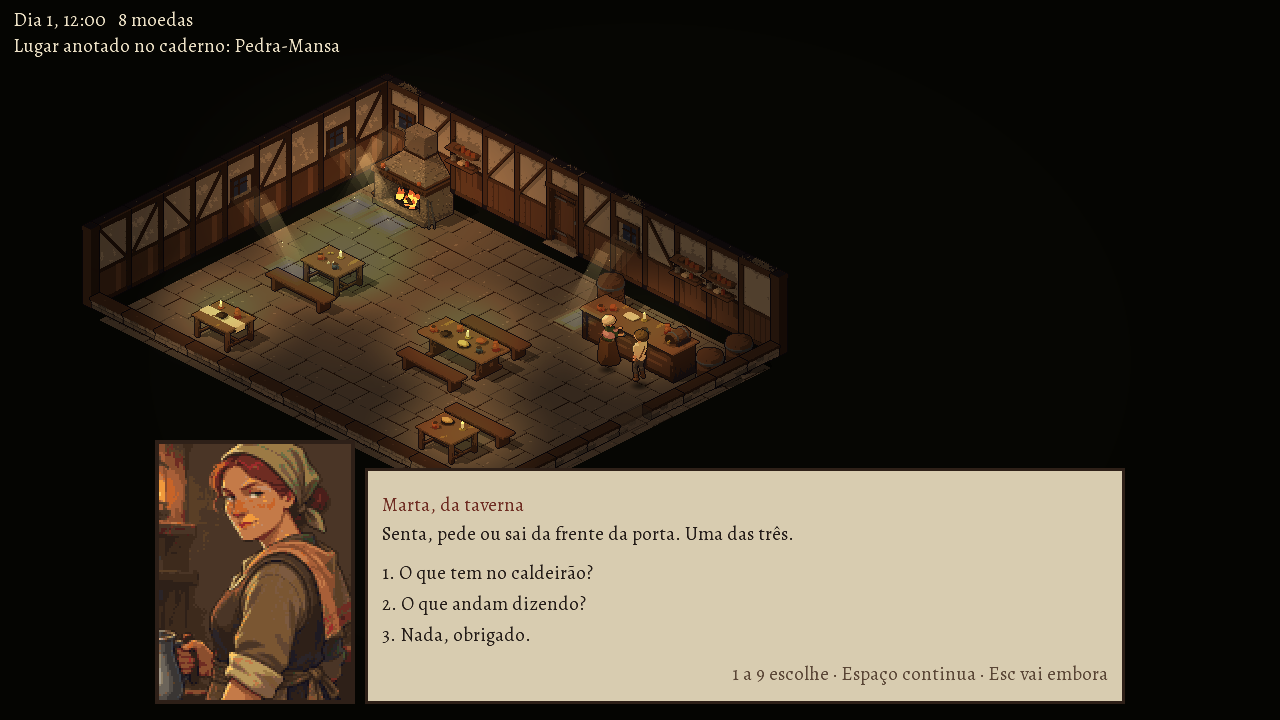 Dia 1, 12:00   8 moedas
Lugar anotado no caderno: Pedra-Mansa
Marta, da taverna
Senta, pede ou sai da frente da porta. Uma das três.
1. O que tem no caldeirão?
2. O que andam dizendo?
3. Nada, obrigado.
1 a 9 escolhe · Espaço continua · Esc vai embora